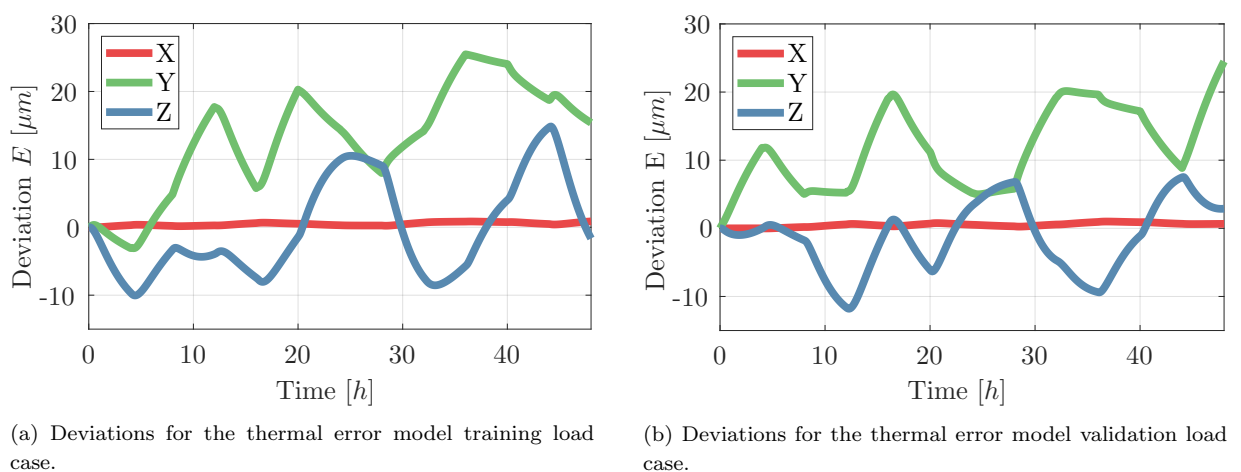 30
20
10
0
-10
Deviation E [μm]
X
Y
Z
0
10
20
30
40
Time [h]
(a) Deviations for the thermal error model training load
case.
30
20
10
0
-10
Deviation E [μm]
X
Y
Z
0
10
20
30
40
Time [h]
(b) Deviations for the thermal error model validation load
case.